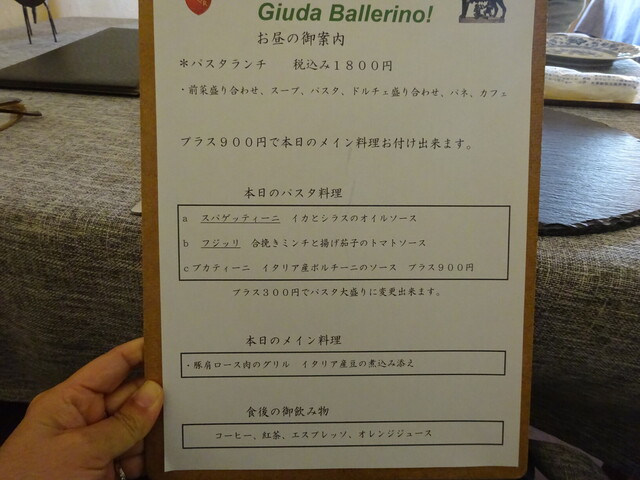 Giuda Ballerino!
お昼の御案内
＊パスタランチ　税込み１８００円
・前菜盛り合わせ、スープ、パスタ、ドルチェ盛り合わせ、パネ、カフェ
プラス９００円で本日のメイン料理お付け出来ます。
本日のパスタ料理
a　スパゲッティーニ　イカとシラスのオイルソース
b　フジッリ　合挽きミンチと揚げ茄子のトマトソース
cブカティーニ　イタリア産ポルチーニのソース　プラス９００円
プラス３００円でパスタ大盛りに変更出来ます。
本日のメイン料理
・豚肩ロース肉のグリル　イタリア産豆の煮込み添え
食後の御飲み物
コーヒー、紅茶、エスプレッソ、オレンジジュース